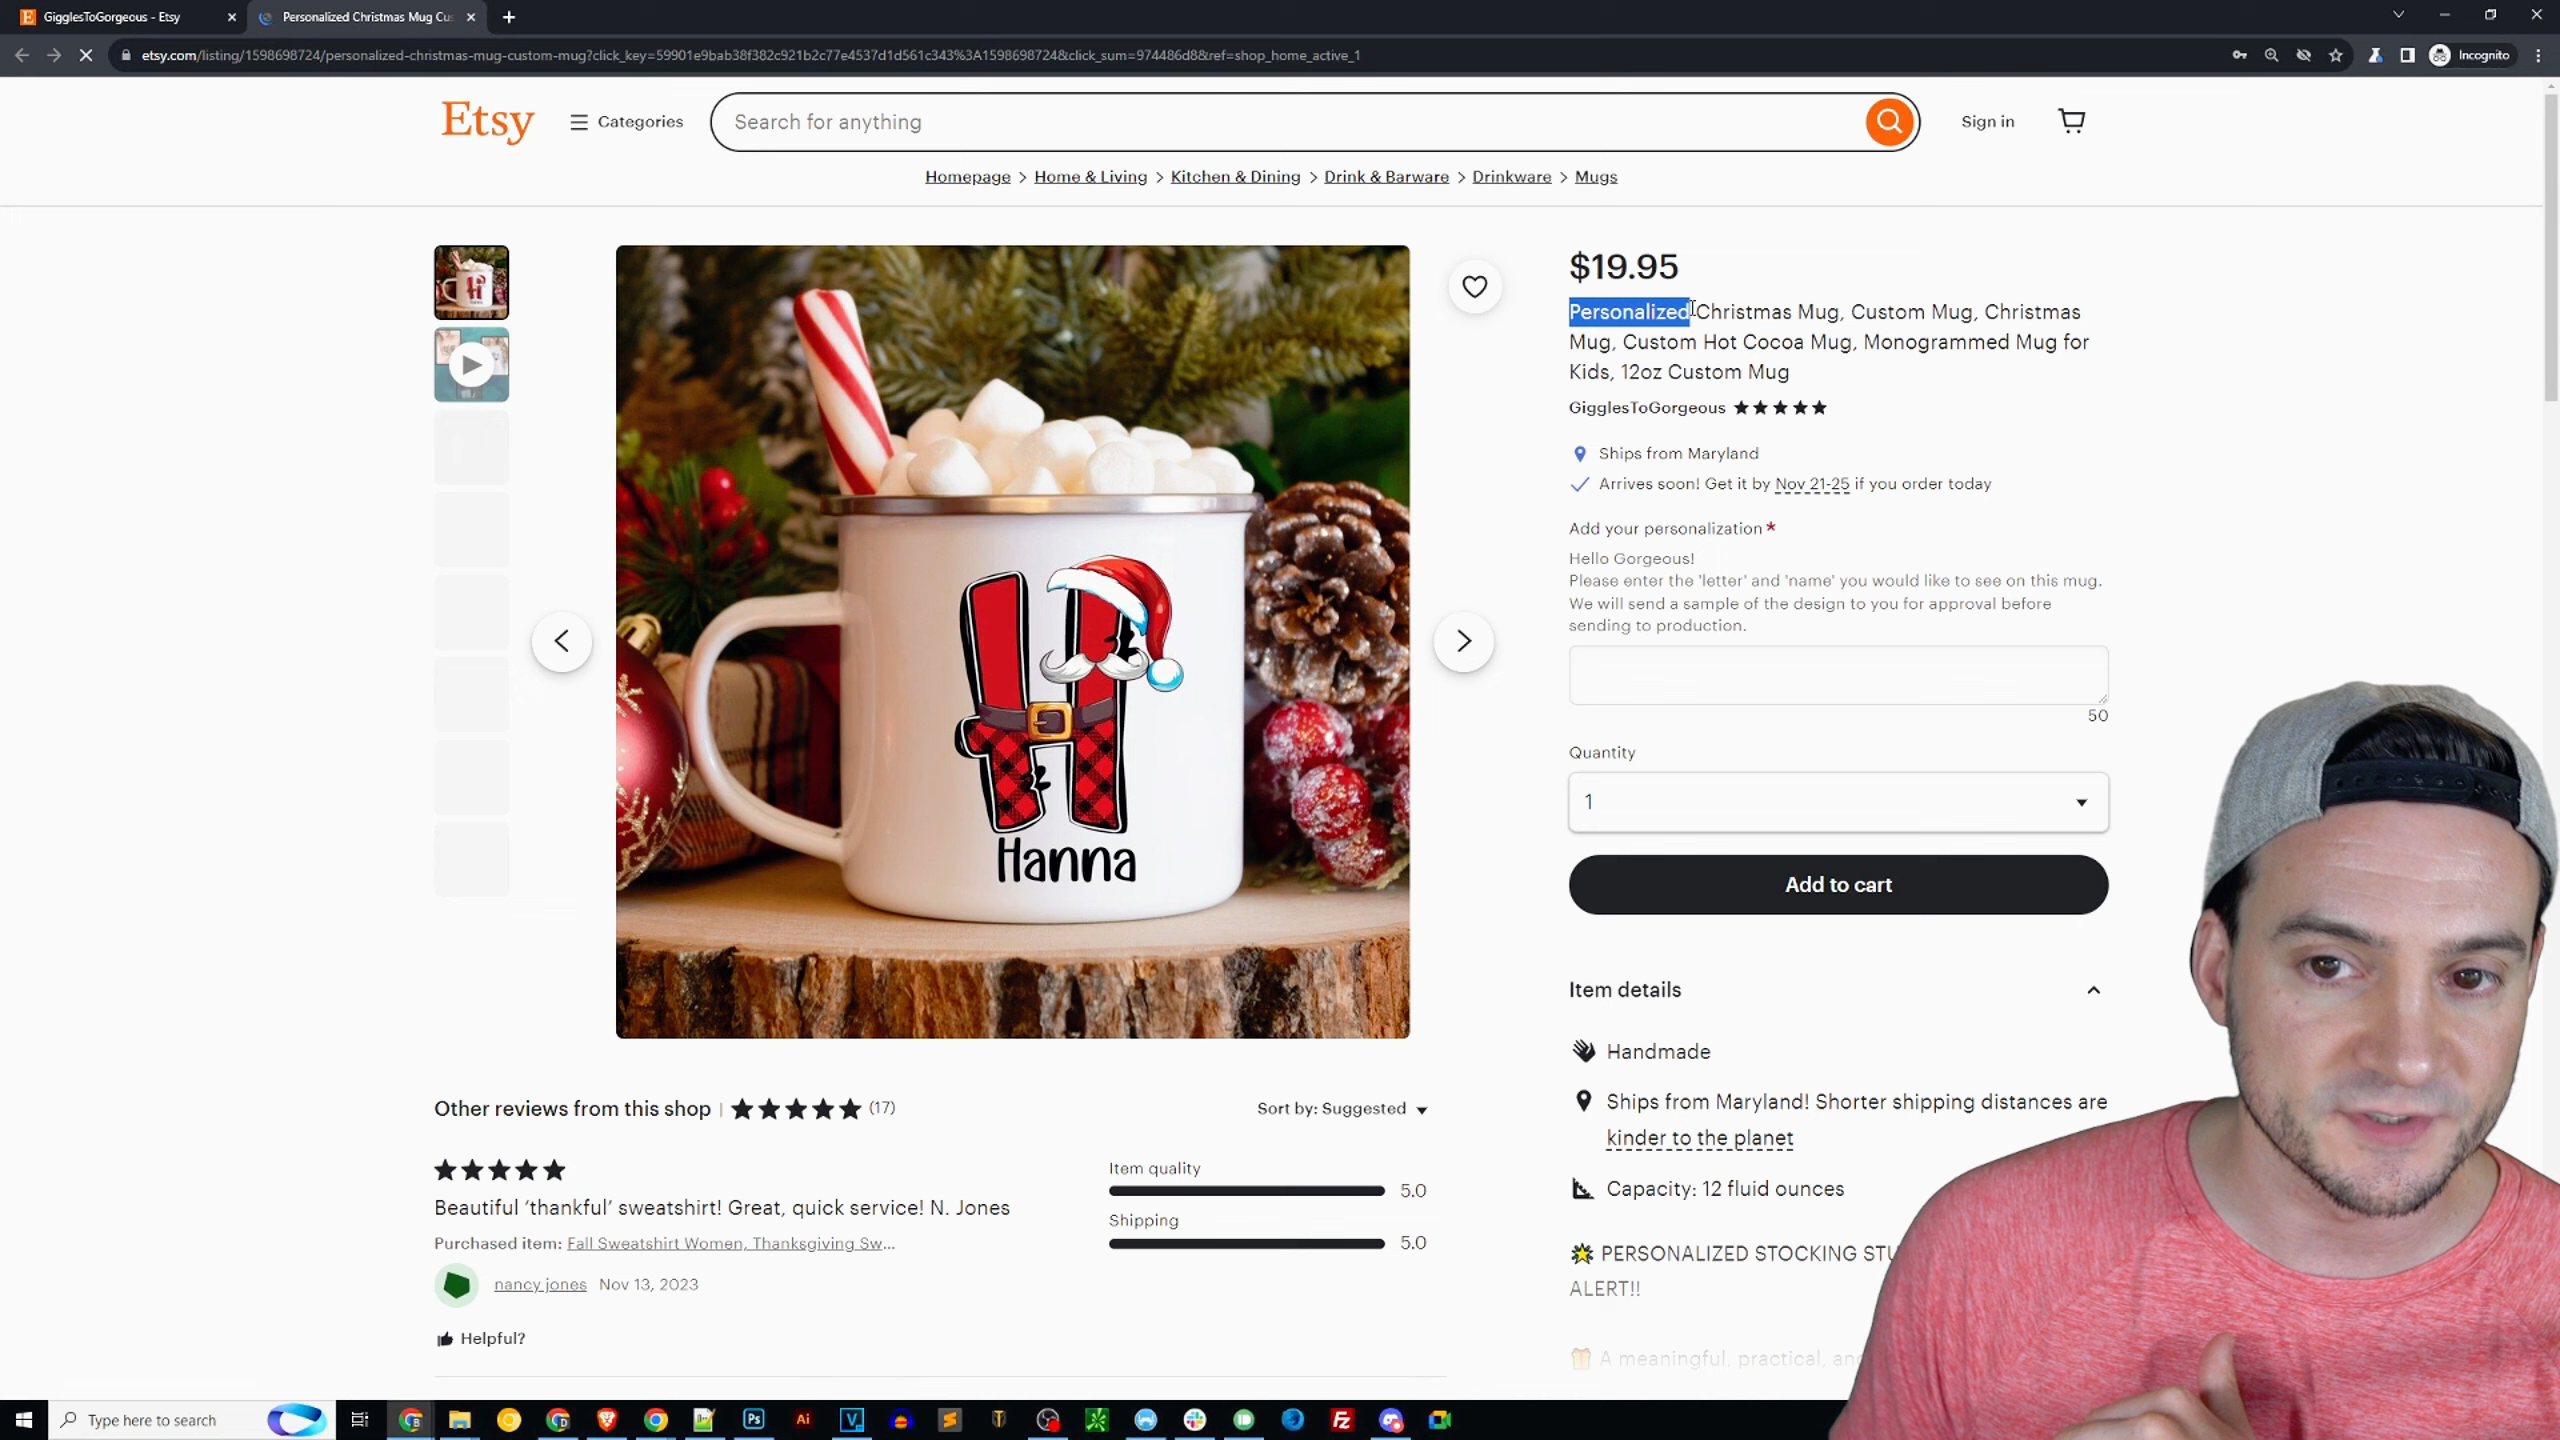 GigglesToGorgeous - Etsy
Personalized Christmas Mug Cus
etsy.com/listing/1598698724/personalized-christmas-mug-custom-mug?click_key=59901e9bab38f382c921b2c77e4537d1d561c343%3A1598698724&click_sum=974486d8&ref=shop_home_active_1
Incognito
Etsy
Categories
Search for anything
Sign in
Homepage > Home & Living > Kitchen & Dining > Drink & Barware > Drinkware > Mugs
$19.95
Personalized Christmas Mug, Custom Mug, Christmas
Mug, Custom Hot Cocoa Mug, Monogrammed Mug for
Kids, 12oz Custom Mug
GigglesToGorgeous ★★★★★
Ships from Maryland
Arrives soon! Get it by Nov 21-25 if you order today
Add your personalization *
Hello Gorgeous!
Please enter the 'letter' and 'name' you would like to see on this mug.
We will send a sample of the design to you for approval before
sending to production.
50
Quantity
1
Add to cart
H
Hanna
Item details
Handmade
Ships from Maryland! Shorter shipping distances are
kinder to the planet
Capacity: 12 fluid ounces
PERSONALIZED STOCKING STU
ALERT!!
A meaningful, practical, and
Other reviews from this shop | ★★★★★ (17)
Sort by: Suggested
★★★★★
Beautiful ‘thankful’ sweatshirt! Great, quick service! N. Jones
Purchased item: Fall Sweatshirt Women, Thanksgiving Sw...
nancy jones Nov 13, 2023
Helpful?
Item quality
5.0
Shipping
5.0
Type here to search
Ps
Ai
V